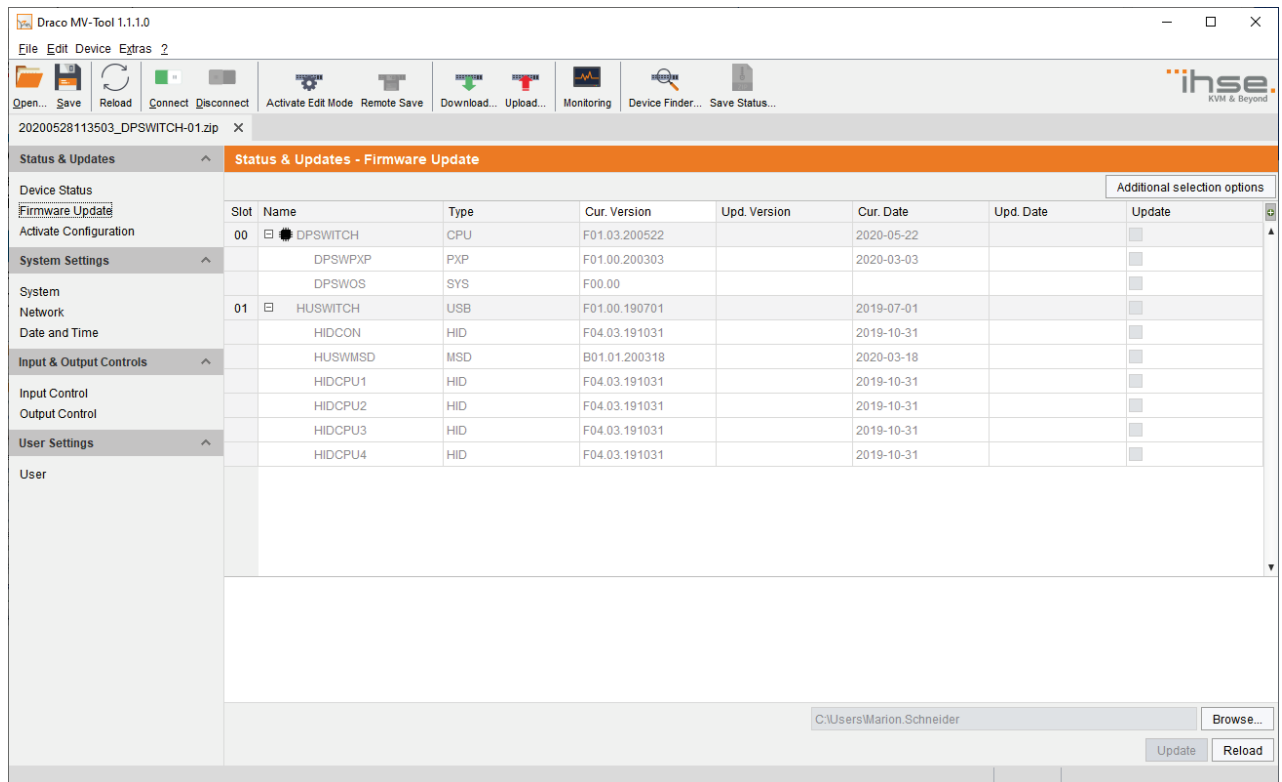 Draco MV-Tool 1.1.1.0
File Edit Device Extras ?
Open... Save Reload Connect Disconnect Activate Edit Mode Remote Save Download... Upload... Monitoring Device Finder... Save Status...
ihse.
KVM & Beyond
20200528113503_DPSWITCH-01.zip
Status & Updates
Device Status
Firmware Update
Activate Configuration
System Settings
System
Network
Date and Time
Input & Output Controls
Input Control
Output Control
User Settings
User
Status & Updates - Firmware Update
Additional selection options
Slot Name Type Cur. Version Upd. Version Cur. Date Upd. Date Update
00 DPSWITCH CPU F01.03.200522 2020-05-22
DPSWPXP PXP F01.00.200303 2020-03-03
DPSWOS SYS F00.00
01 HUSWITCH USB F01.00.190701 2019-07-01
HIDCON HID F04.03.191031 2019-10-31
HUSWMSD MSD B01.01.200318 2020-03-18
HIDCPU1 HID F04.03.191031 2019-10-31
HIDCPU2 HID F04.03.191031 2019-10-31
HIDCPU3 HID F04.03.191031 2019-10-31
HIDCPU4 HID F04.03.191031 2019-10-31
C:\Users\Marion.Schneider Browse...
Update Reload